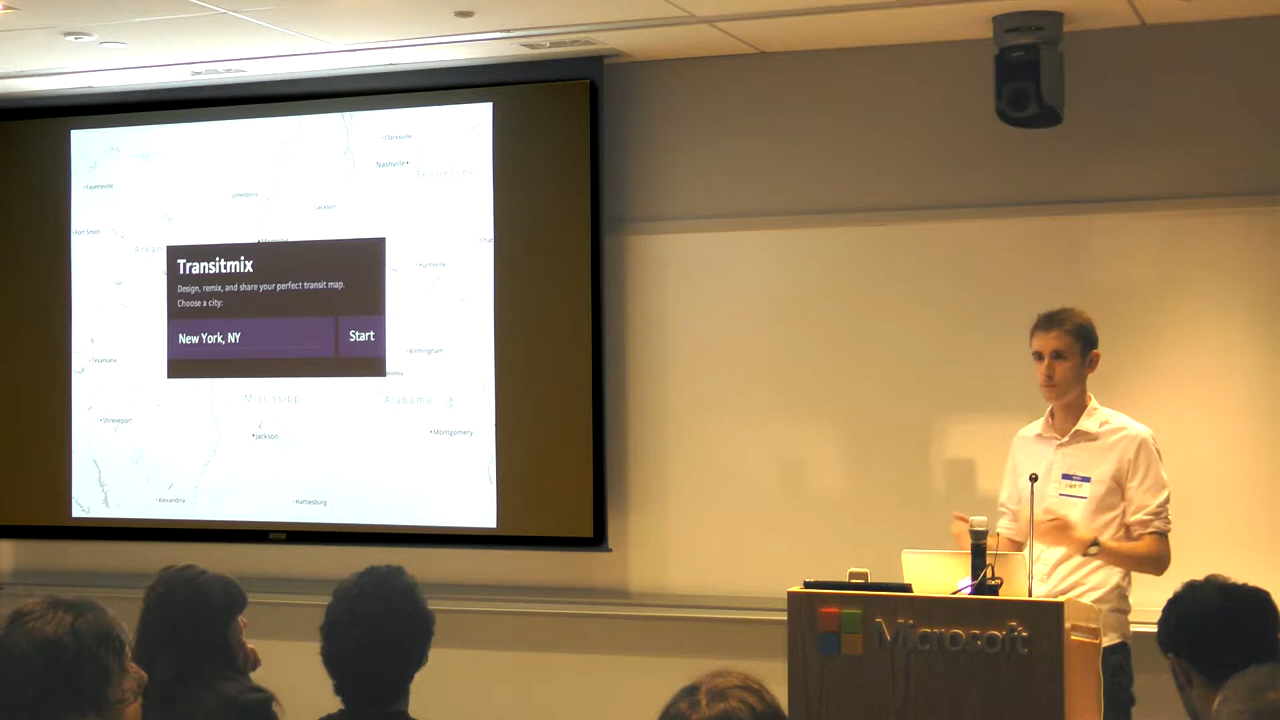 Clarksville
Nashville
Tennessee
Fayetteville
Jonesboro
Jackson
Fort Smith
Huntsville
Transitmix
Design, remix, and share your perfect transit map.
Choose a city:
New York, NY
Start
Texarkana
Birmingham
Mississipp
Alabama
Shreveport
Jackson
Montgomery
Alexandria
Hattiesburg
Microsoft